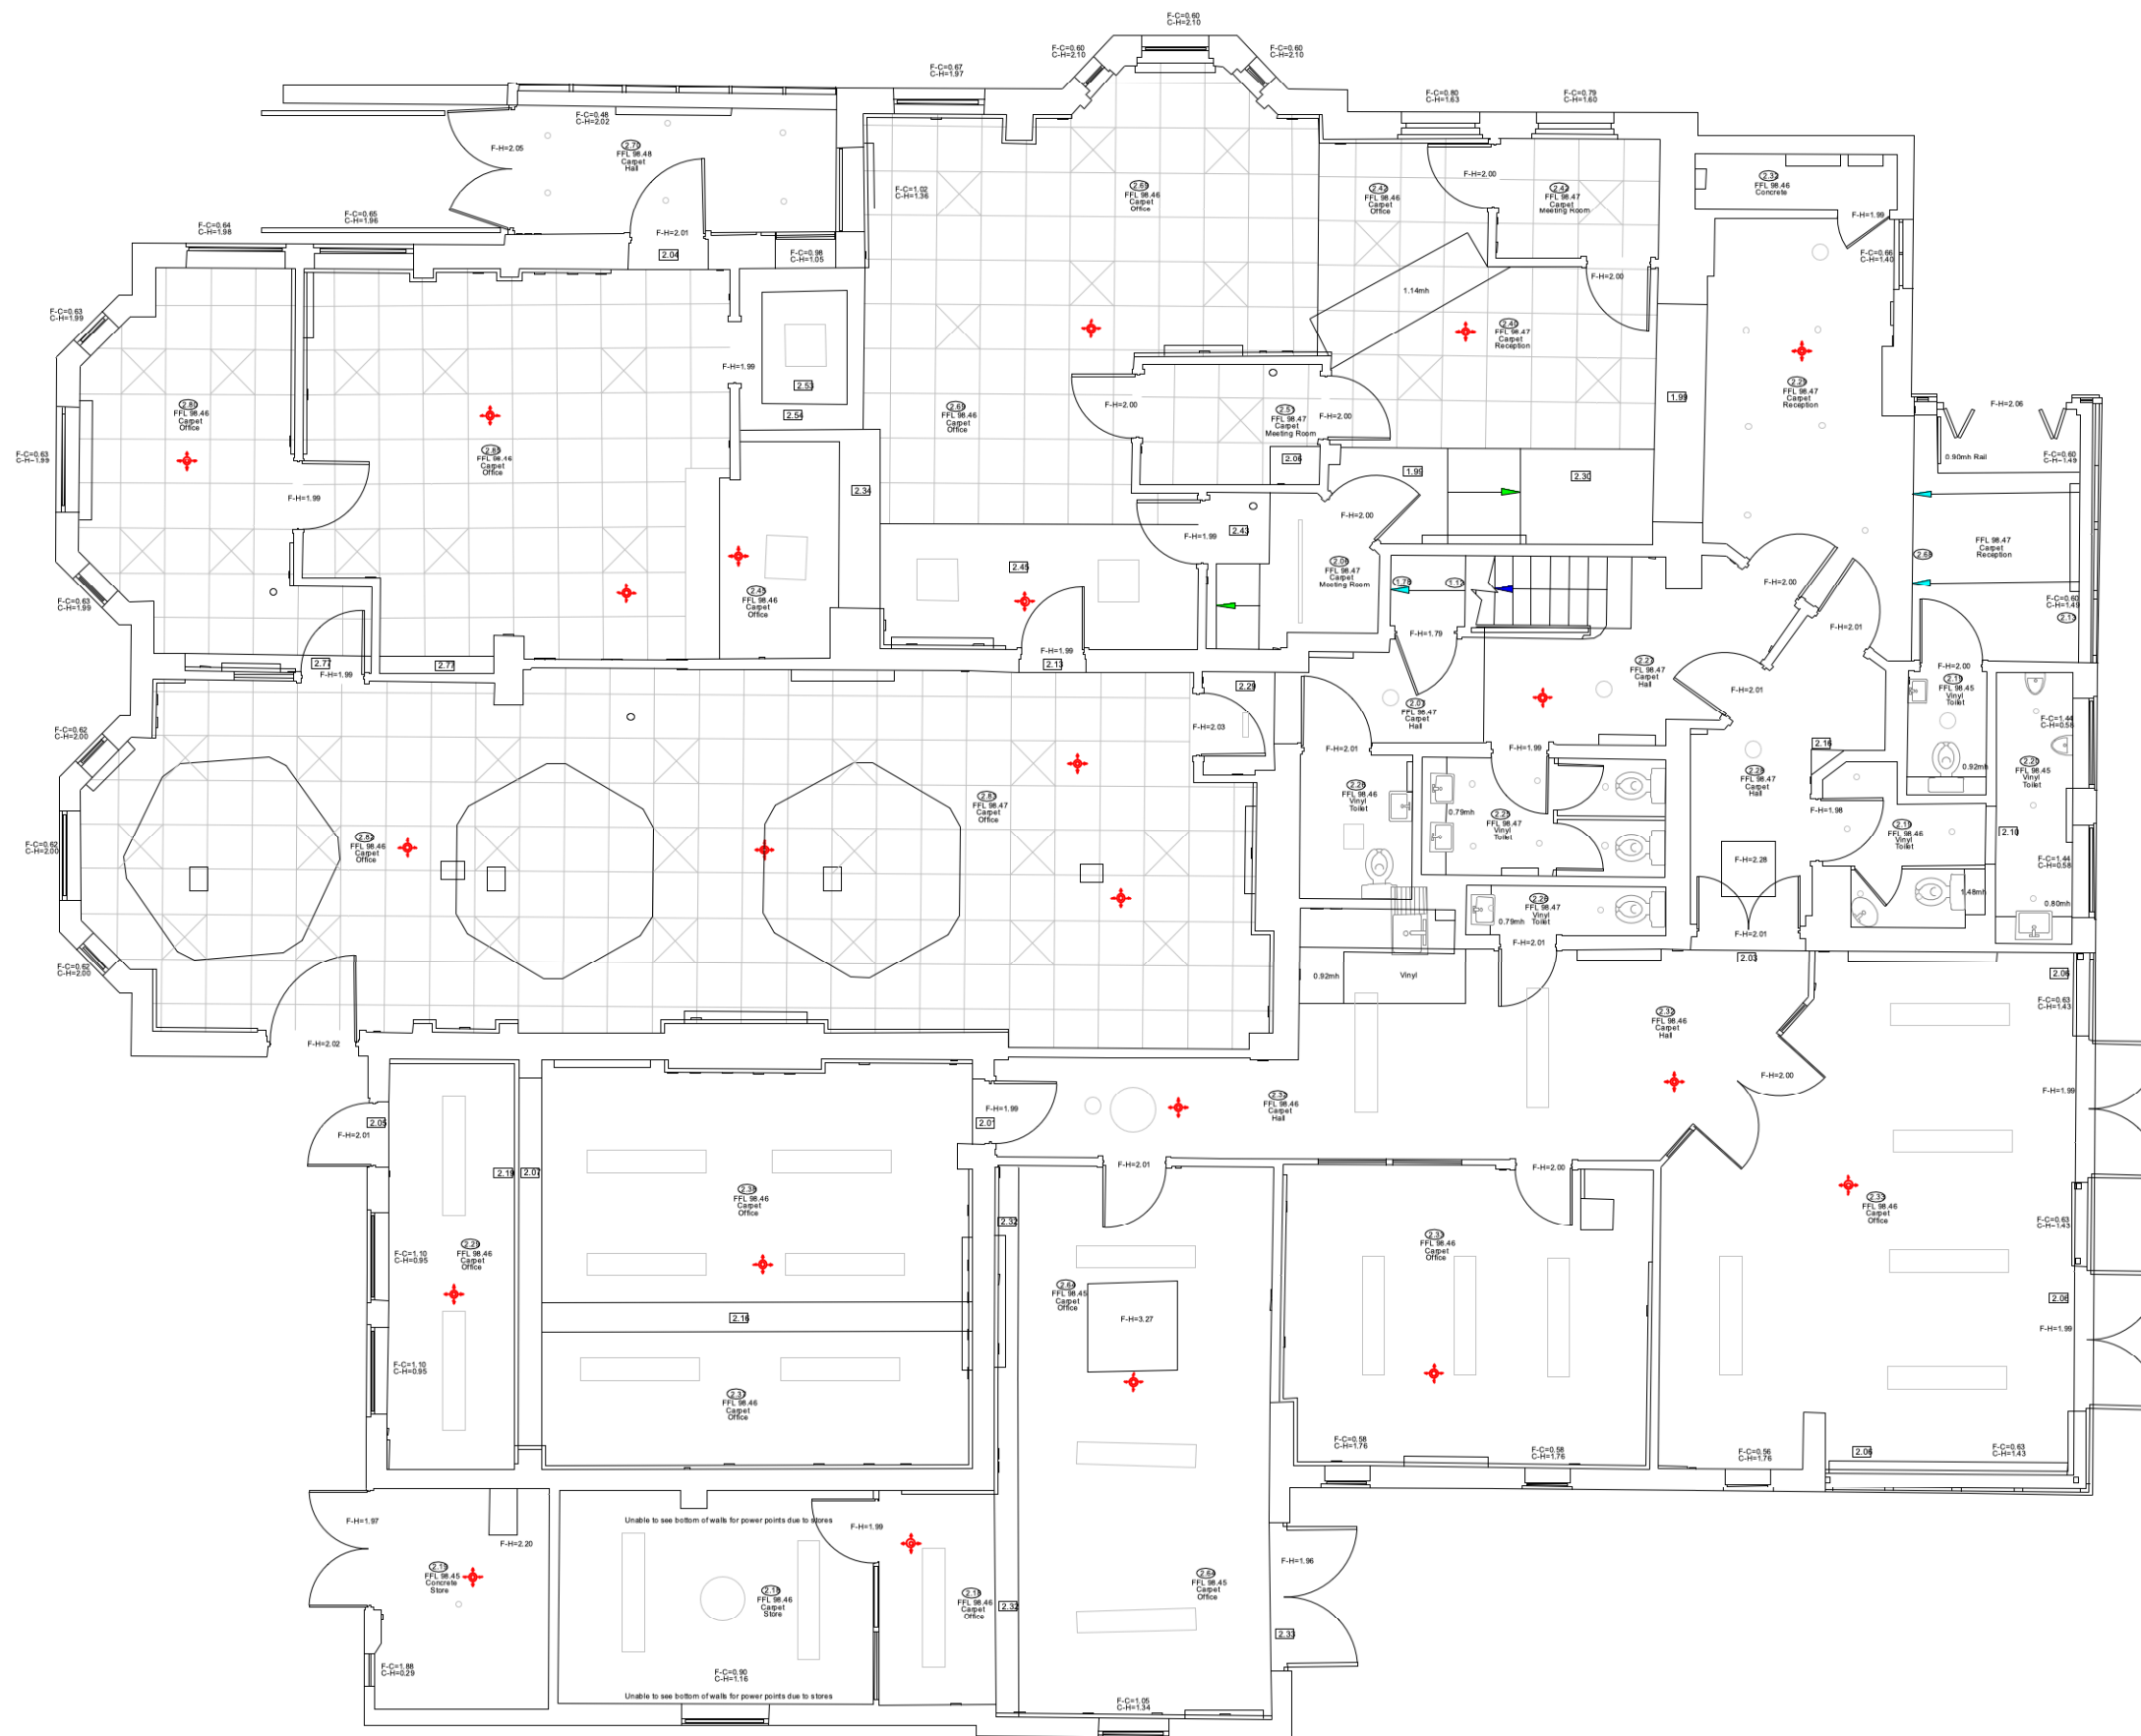 F-C=0.60
C-H=2.10
F-C=0.60
C-H=2.10
F-C=0.60
C-H=2.10
F-C=0.67
C-H=1.97
F-C=0.80
C-H=1.63
F-C=0.79
C-H=1.60
F-C=0.48
C-H=2.02
F-H=2.05
2.70
FFL 98.48
Carpet
Hall
F-C=1.02
C-H=1.36
2.69
FFL 98.46
Carpet
Office
2.42
FFL 98.46
Carpet
Office
F-H=2.00
2.42
FFL 98.47
Carpet
Meeting Room
2.32
FFL 98.46
Concrete
F-H=1.99
F-C=0.65
C-H=1.96
F-C=0.64
C-H=1.98
F-H=2.01
2.04
F-C=0.98
C-H=1.05
F-C=0.66
C-H=1.40
F-H=2.00
1.14mh
F-C=0.63
C-H=1.99
2.40
FFL 98.47
Carpet
Reception
F-H=1.99
2.53
2.54
2.29
FFL 98.47
Carpet
Reception
1.99
F-H=2.06
2.80
FFL 98.46
Carpet
Office
F-H=2.00
2.69
FFL 98.46
Carpet
Office
2.51
FFL 98.47
Carpet
Meeting Room
F-H=2.00
F-C=0.63
C-H=1.99
2.85
FFL 98.46
Carpet
Office
2.06
1.99
2.30
0.90mh Rail
F-C=0.60
C-H=1.49
F-H=1.99
2.34
F-H=2.00
2.43
F-H=1.99
2.68
FFL 98.47
Carpet
Reception
2.45
2.06
FFL 98.47
Carpet
Meeting Room
1.78
1.12
F-H=2.00
F-C=0.63
C-H=1.99
2.45
FFL 98.46
Carpet
Office
F-C=0.60
C-H=1.49
2.13
F-H=2.01
F-H=1.79
F-H=1.99
2.13
2.77
2.77
F-H=1.99
2.27
FFL 98.47
Carpet
Hall
F-H=2.00
2.19
FFL 98.45
Vinyl
Toilet
F-H=2.01
2.29
2.07
FFL 98.47
Carpet
Hall
F-H=2.03
F-C=0.62
C-H=2.00
F-H=2.01
F-H=1.99
2.16
F-C=1.44
C-H=0.58
2.20
FFL 98.45
Vinyl
Toilet
0.92mh
2.28
FFL 98.47
Carpet
Hall
2.26
FFL 98.46
Vinyl
Toilet
2.83
FFL 98.47
Carpet
Office
0.79mh
2.25
FFL 98.47
Vinyl
Toilet
F-H=1.98
2.19
FFL 98.46
Vinyl
Toilet
2.10
2.82
FFL 98.46
Carpet
Office
F-C=0.62
C-H=2.00
F-H=2.28
F-C=1.44
C-H=0.58
1.48mh
0.80mh
2.26
FFL 98.47
Vinyl
Toilet
0.79mh
F-H=2.01
F-H=2.01
2.03
F-C=0.62
C-H=2.00
0.92mh
Vinyl
2.06
F-C=0.63
C-H=1.43
2.32
FFL 98.46
Carpet
Hall
F-H=2.02
F-H=2.00
F-H=1.99
F-H=1.99
2.01
2.32
FFL 98.46
Carpet
Hall
2.05
F-H=2.01
2.19
2.07
F-H=2.01
F-H=2.00
2.38
FFL 98.46
Carpet
Office
2.33
FFL 98.46
Carpet
Office
2.32
F-C=0.63
C-H=1.43
2.33
FFL 98.46
Carpet
Office
F-C=1.10
C-H=0.95
2.25
FFL 98.46
Carpet
Office
2.64
FFL 98.45
Carpet
Office
2.06
F-H=1.99
2.16
F-H=3.27
F-C=1.10
C-H=0.95
2.37
FFL 98.46
Carpet
Office
F-C=0.58
C-H=1.76
F-C=0.58
C-H=1.76
F-C=0.56
C-H=1.76
2.06
F-C=0.63
C-H=1.43
F-H=1.97
F-H=2.20
Unable to see bottom of walls for power points due to stores
F-H=1.99
F-H=1.96
2.19
FFL 98.45
Concrete
Store
2.18
FFL 98.46
Carpet
Store
2.18
FFL 98.46
Carpet
Office
2.32
2.64
FFL 98.45
Carpet
Office
2.33
F-C=1.88
C-H=0.29
F-C=0.90
C-H=1.16
Unable to see bottom of walls for power points due to stores
F-C=1.05
C-H=1.34